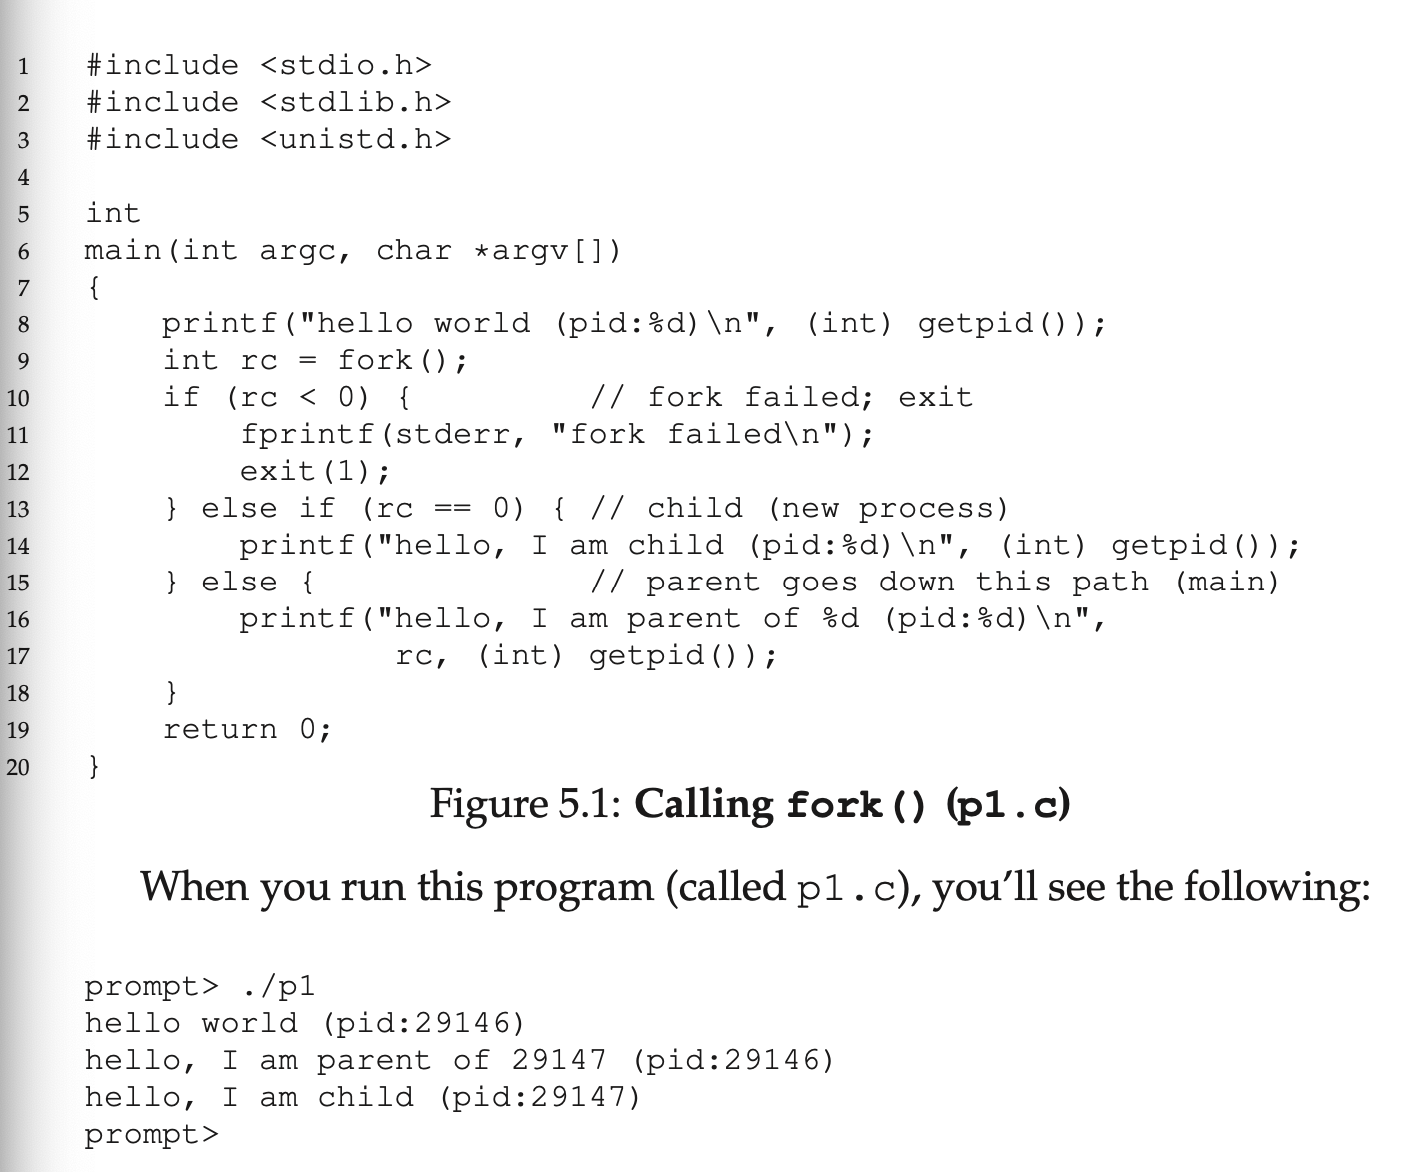 1 #include <stdio.h>
2 #include <stdlib.h>
3 #include <unistd.h>
4
5 int
6 main(int argc, char *argv[])
7 {
8     printf("hello world (pid:%d)\n", (int) getpid());
9     int rc = fork();
10     if (rc < 0) {         // fork failed; exit
11         fprintf(stderr, "fork failed\n");
12         exit(1);
13     } else if (rc == 0) { // child (new process)
14         printf("hello, I am child (pid:%d)\n", (int) getpid());
15     } else {              // parent goes down this path (main)
16         printf("hello, I am parent of %d (pid:%d)\n",
17                 rc, (int) getpid());
18     }
19     return 0;
20 }
Figure 5.1: Calling fork() (p1.c)
When you run this program (called p1.c), you'll see the following:
prompt> ./p1
hello world (pid:29146)
hello, I am parent of 29147 (pid:29146)
hello, I am child (pid:29147)
prompt>